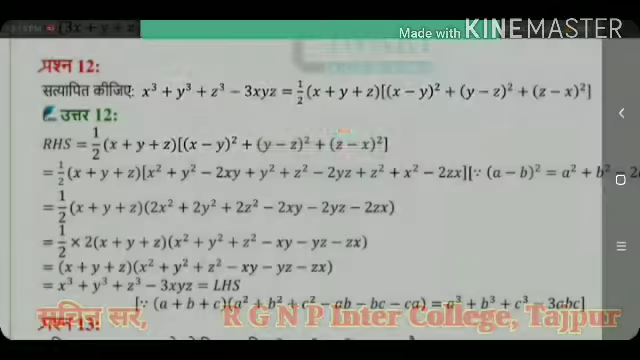 (3x + y + z
Made with KINEMASTER
प्रश्न 12:
सत्यापित कीजिए: x³ + y³ + z³ − 3xyz = ½(x + y + z)[(x − y)² + (y − z)² + (z − x)²]
उत्तर 12:
RHS = ½(x + y + z)[(x − y)² + (y − z)² + (z − x)²]
= ½(x + y + z)[x² + y² − 2xy + y² + z² − 2yz + z² + x² − 2zx][∵ (a − b)² = a² + b² − 2a
= ½(x + y + z)(2x² + 2y² + 2z² − 2xy − 2yz − 2zx)
= ½ × 2(x + y + z)(x² + y² + z² − xy − yz − zx)
= (x + y + z)(x² + y² + z² − xy − yz − zx)
= x³ + y³ + z³ − 3xyz = LHS
[∵ (a + b + c)(a² + b² + c² − ab − bc − ca) = a³ + b³ + c³ − 3abc]
सचिन सर, R G N P Inter College, Tajpur
प्रश्न 13: